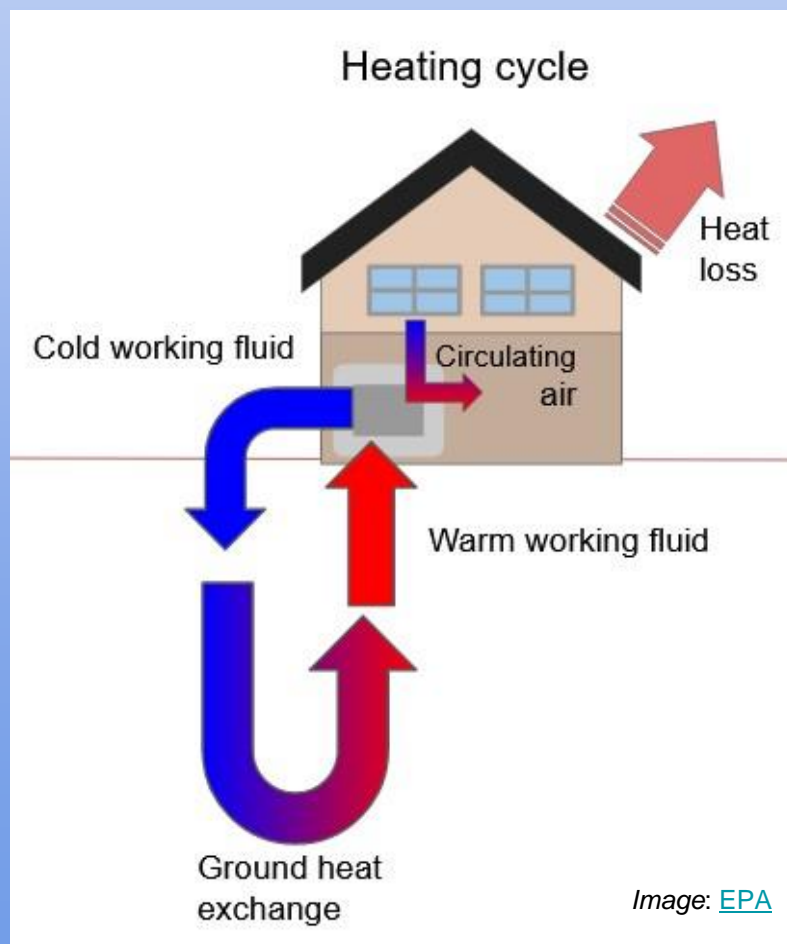 Heating cycle
Heat
loss
Cold working fluid
Circulating
air
Warm working fluid
Ground heat
exchange
Image: EPA